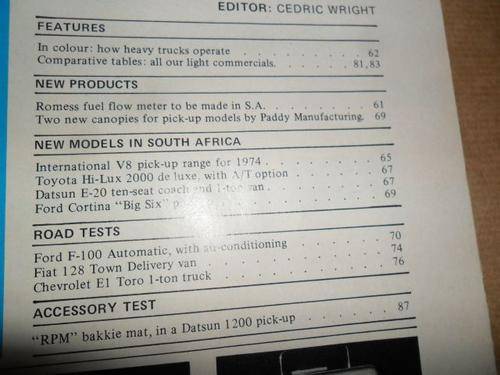 EDITOR: CEDRIC WRIGHT
FEATURES
In colour: how heavy trucks operate . . . . . . . . 62
Comparative tables: all our light commercials. . . . . . 81,83
NEW PRODUCTS
Romess fuel flow meter to be made in S.A. . . . . . . 61
Two new canopies for pick-up models by Paddy Manufacturing. 69
NEW MODELS IN SOUTH AFRICA
International V8 pick-up range for 1974 . . . . . . . 65
Toyota Hi-Lux 2000 de luxe, with A/T option . . . . . 67
Datsun E-20 ten-seat coach and 1-ton van . . . . . . 67
Ford Cortina "Big Six" . . . . . . 69
ROAD TESTS
Ford F-100 Automatic, with air-conditioning . . . . . 70
Fiat 128 Town Delivery van . . . . . . . . 74
Chevrolet E1 Toro 1-ton truck . . . . . . . 76
ACCESSORY TEST
"RPM" bakkie mat, in a Datsun 1200 pick-up . . . . . 87